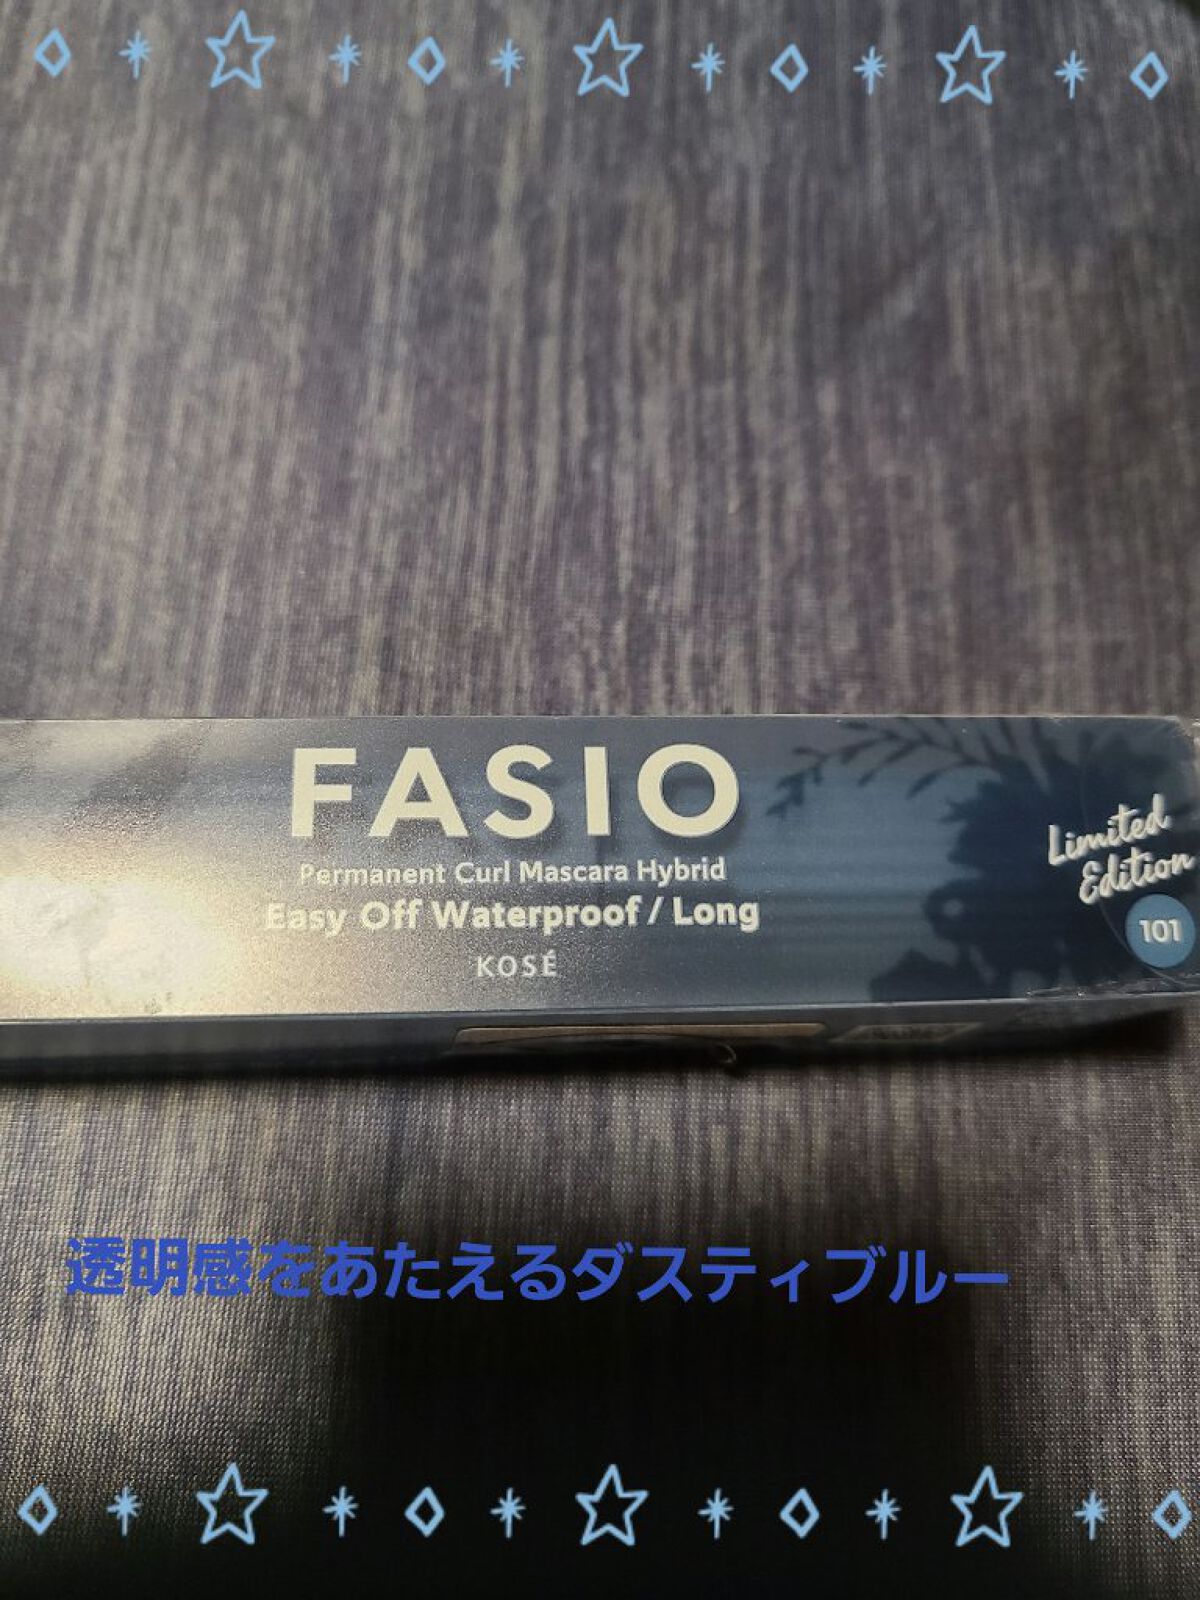 FASIO
Permanent Curl Mascara Hybrid
Easy Off Waterproof / Long
KOSÉ
Limited
Edition
101
透明感をあたえるダスティブルー